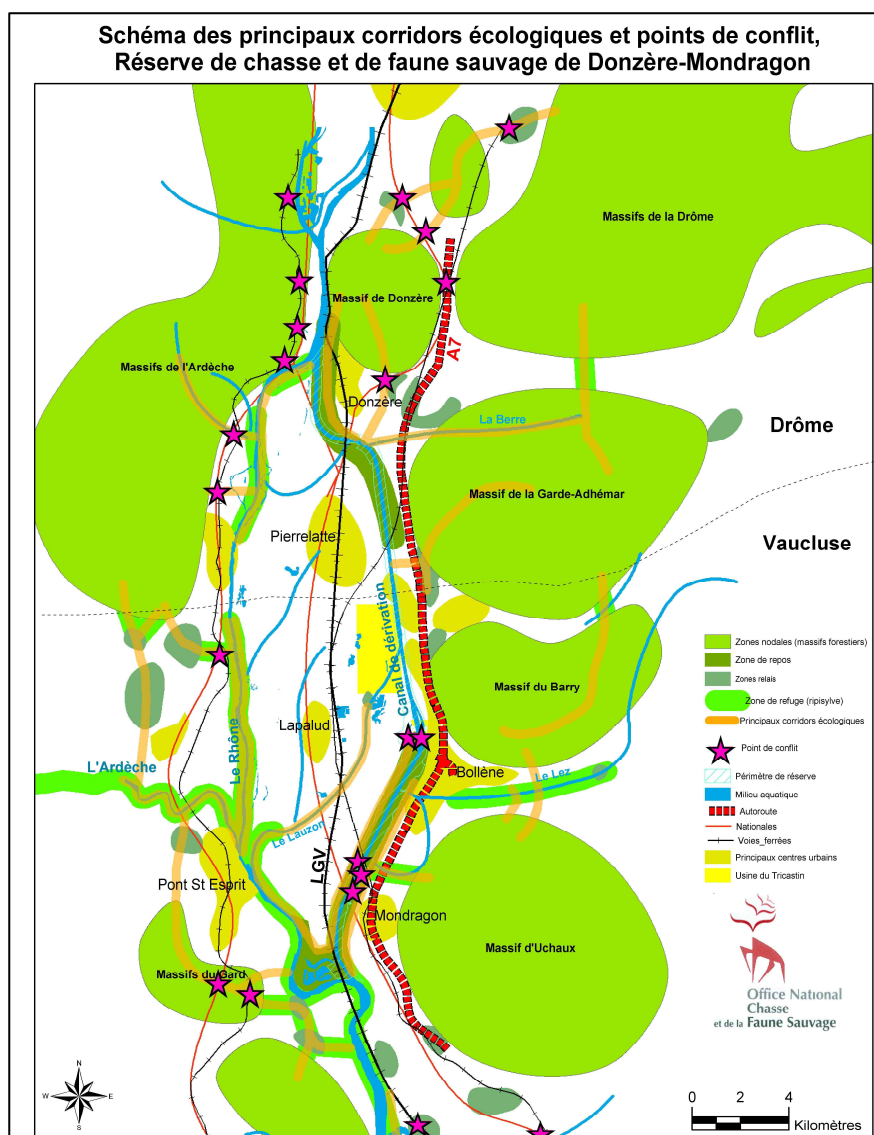 Schéma des principaux corridors écologiques et points de conflit,
Réserve de chasse et de faune sauvage de Donzère-Mondragon
Massifs de la Drôme
Massif de Donzère
A7
Massifs de l'Ardèche
Donzère
La Berre
Drôme
Massif de la Garde-Adhémar
Pierrelatte
Vaucluse
Canal de dérivation
Massif du Barry
Lapalud
Le Rhône
L'Ardèche
Bollène
Le Lez
Le Lauzon
LGV
Pont St Esprit
Mondragon
Massif d'Uchaux
Massifs du Gard
Zones nodales (massifs forestiers)
Zone de repos
Zones relais
Zone de refuge (ripisylve)
Principaux corridors écologiques
Point de conflit
Périmètre de réserve
Milieu aquatique
Autoroute
Nationales
Voies_ferrées
Principaux centres urbains
Usine du Tricastin
Office National
Chasse
et de la Faune Sauvage
N
W E
S
0 2 4
Kilomètres